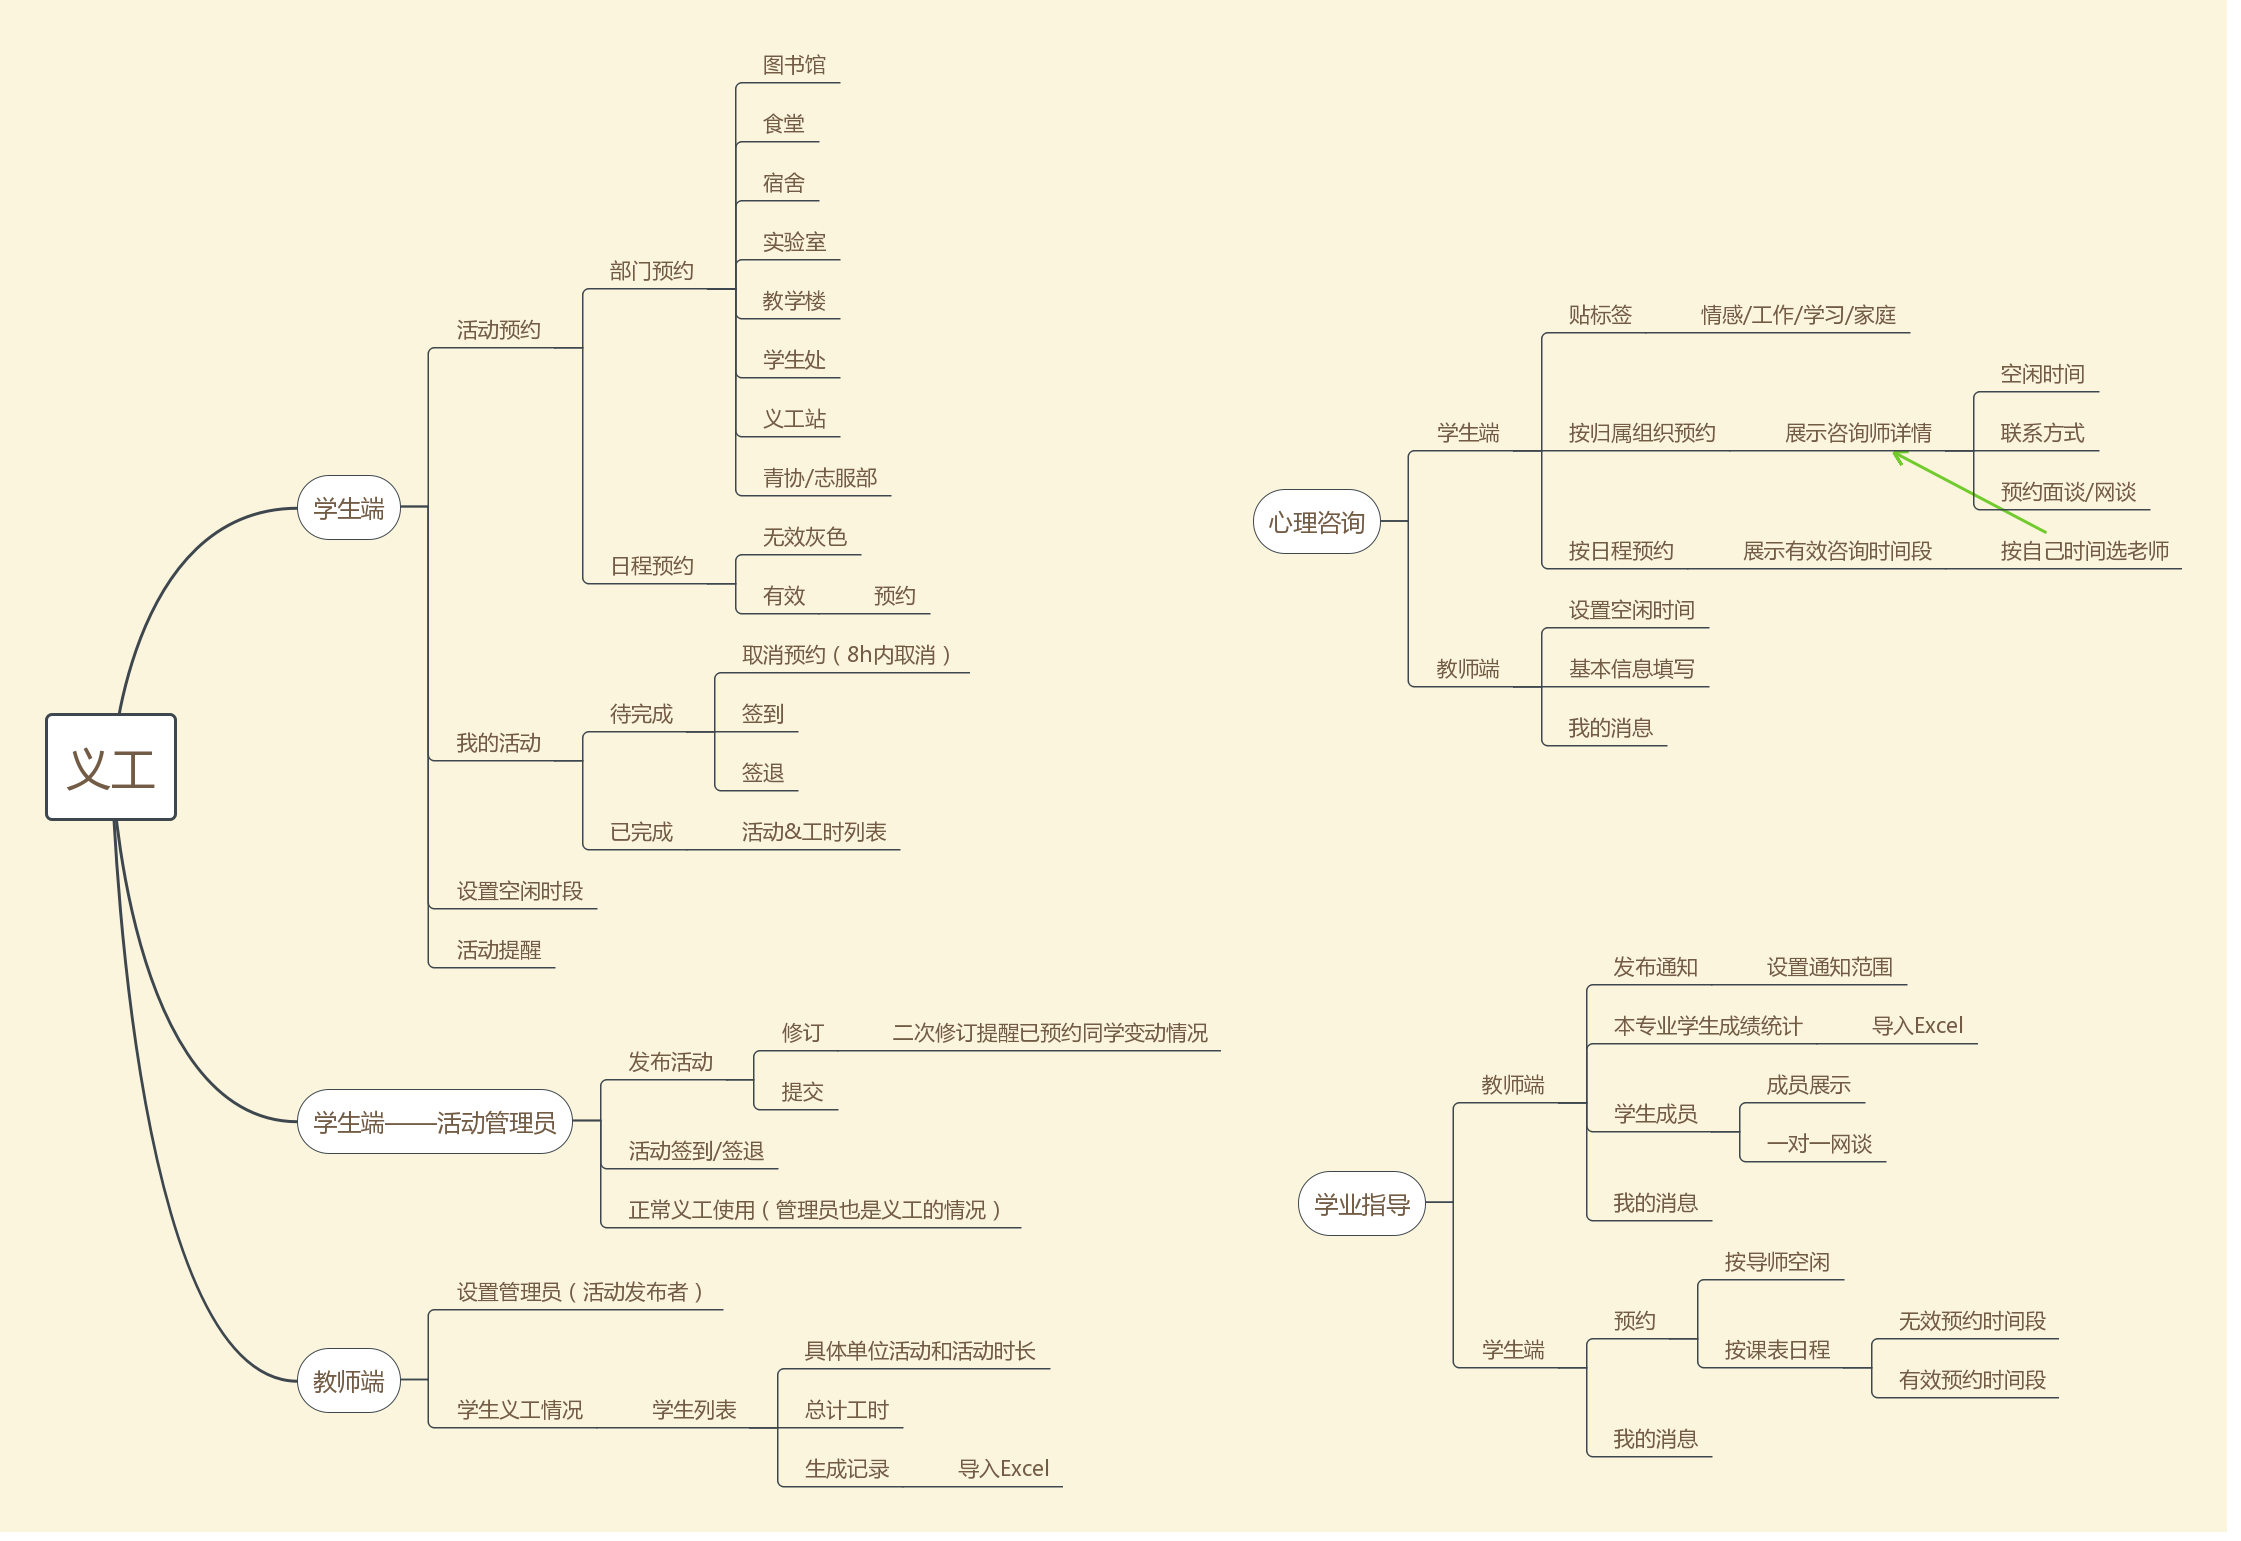 义工
学生端
活动预约
部门预约
图书馆
食堂
宿舍
实验室
教学楼
学生处
义工站
青协/志服部
日程预约
无效灰色
有效
预约
我的活动
待完成
取消预约（8h内取消）
签到
签退
已完成
活动&工时列表
设置空闲时段
活动提醒
学生端——活动管理员
发布活动
修订
二次修订提醒已预约同学变动情况
提交
活动签到/签退
正常义工使用（管理员也是义工的情况）
教师端
设置管理员（活动发布者）
学生义工情况
学生列表
具体单位活动和活动时长
总计工时
生成记录
导入Excel
心理咨询
学生端
贴标签
情感/工作/学习/家庭
按归属组织预约
展示咨询师详情
空闲时间
联系方式
预约面谈/网谈
按日程预约
展示有效咨询时间段
按自己时间选老师
教师端
设置空闲时间
基本信息填写
我的消息
学业指导
教师端
发布通知
设置通知范围
本专业学生成绩统计
导入Excel
学生成员
成员展示
一对一网谈
我的消息
学生端
预约
按导师空闲
按课表日程
无效预约时间段
有效预约时间段
我的消息